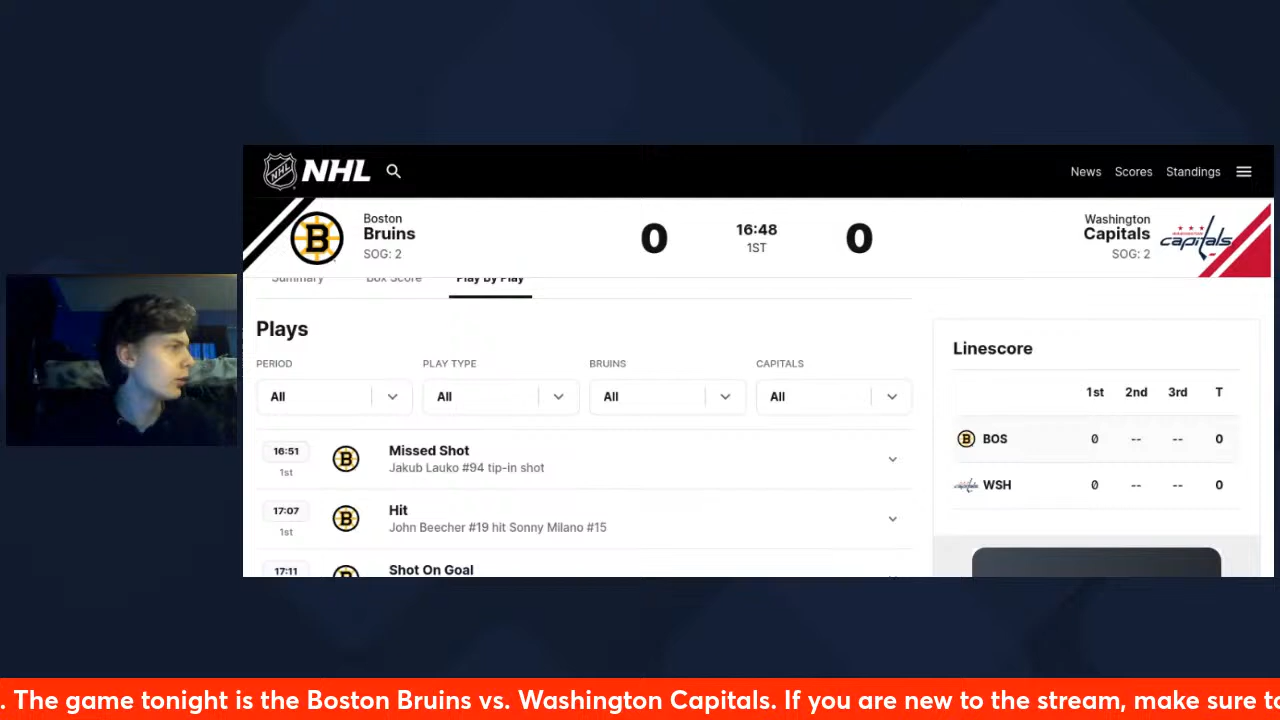 NHL
News Scores Standings
Boston
Bruins
SOG: 2
0
16:48
1ST
0
Washington
Capitals
SOG: 2
capitals
Summary Box Score Play By Play
Plays
PERIOD PLAY TYPE BRUINS CAPITALS
All All All All
16:51
1st
Missed Shot
Jakub Lauko #94 tip-in shot
17:07
1st
Hit
John Beecher #19 hit Sonny Milano #15
17:11
Shot On Goal
Linescore
1st 2nd 3rd T
BOS 0 -- -- 0
WSH 0 -- -- 0
. The game tonight is the Boston Bruins vs. Washington Capitals. If you are new to the stream, make sure to